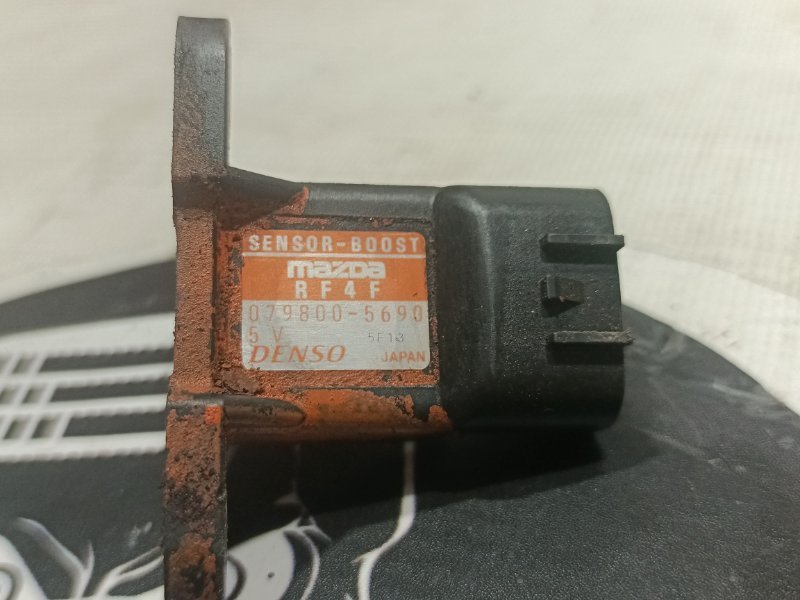 SENSOR-BOOST
mazda
RF4F
079800-5690
5V 5F13
DENSO JAPAN